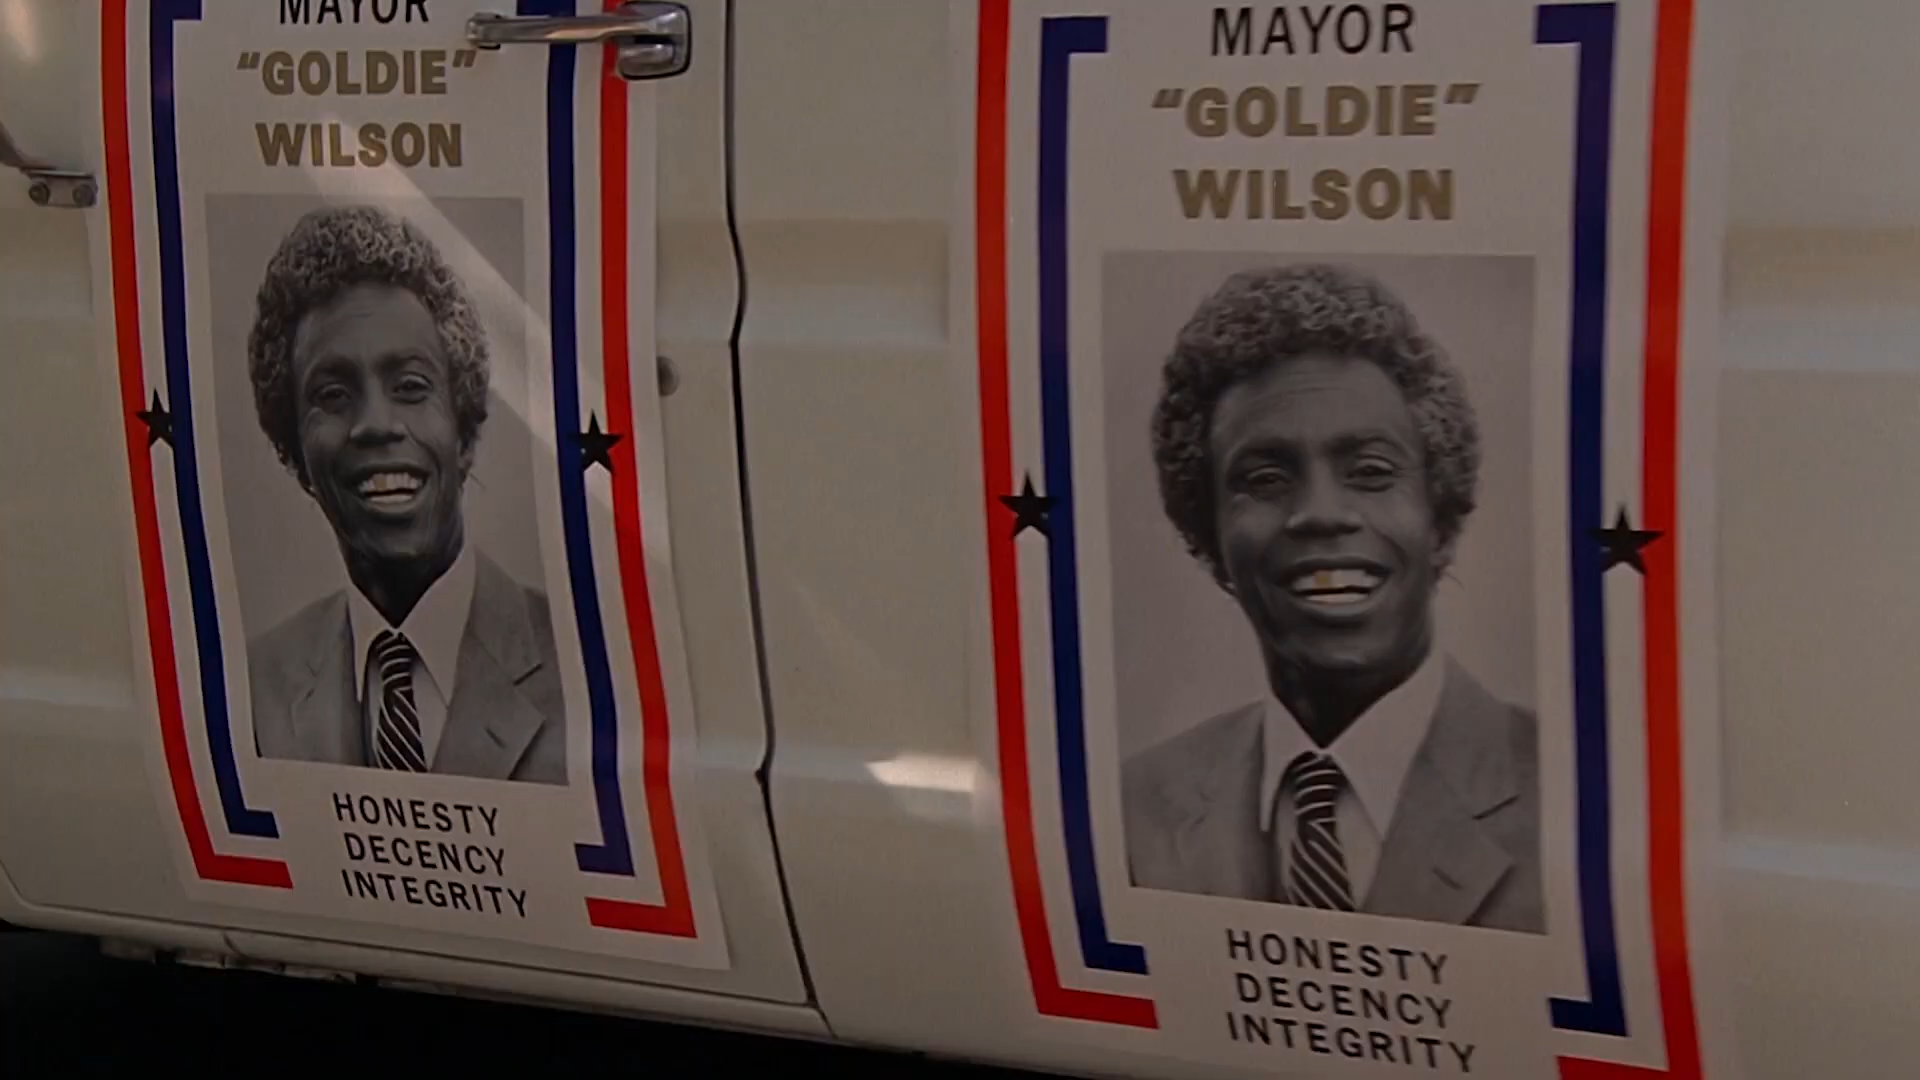 MAYOR
“GOLDIE”
WILSON
HONESTY
DECENCY
INTEGRITY
MAYOR
“GOLDIE”
WILSON
HONESTY
DECENCY
INTEGRITY